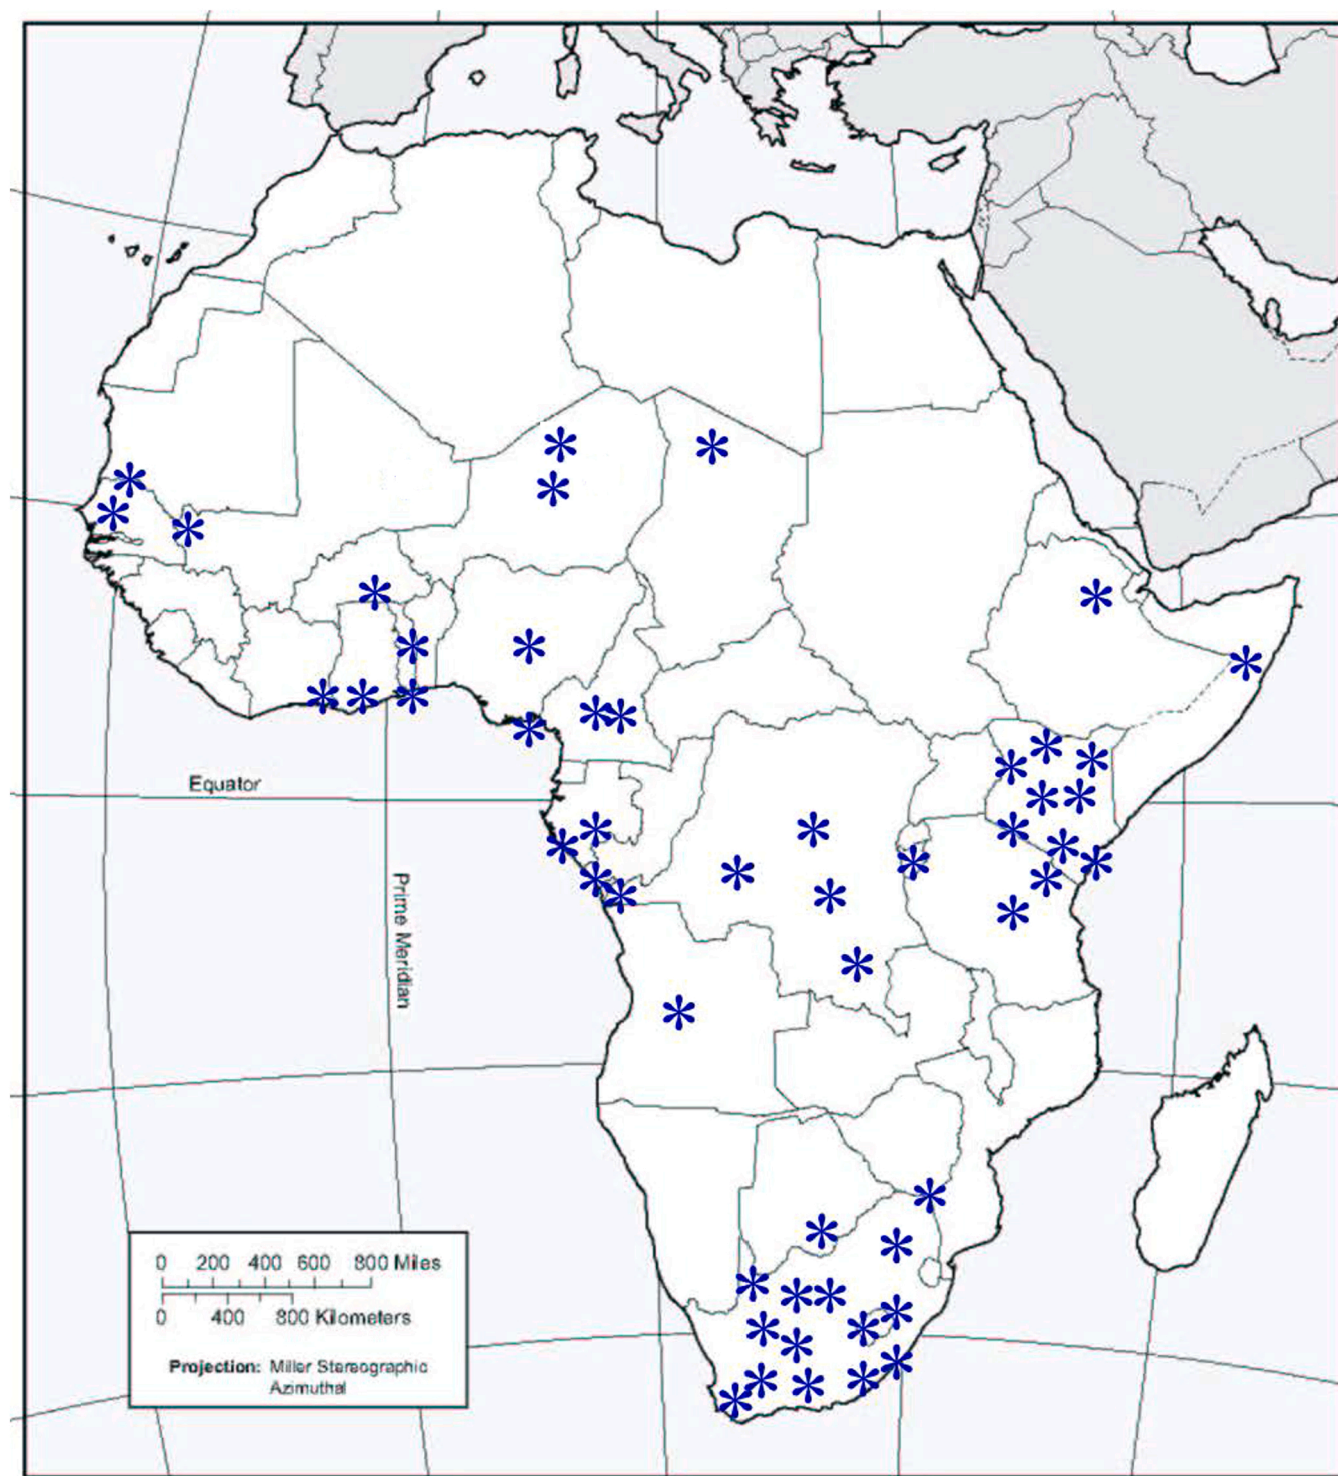 Equator
Prime Meridian
0 200 400 600 800 Miles
0 400 800 Kilometers
Projection: Miller Stereographic
Azimuthal